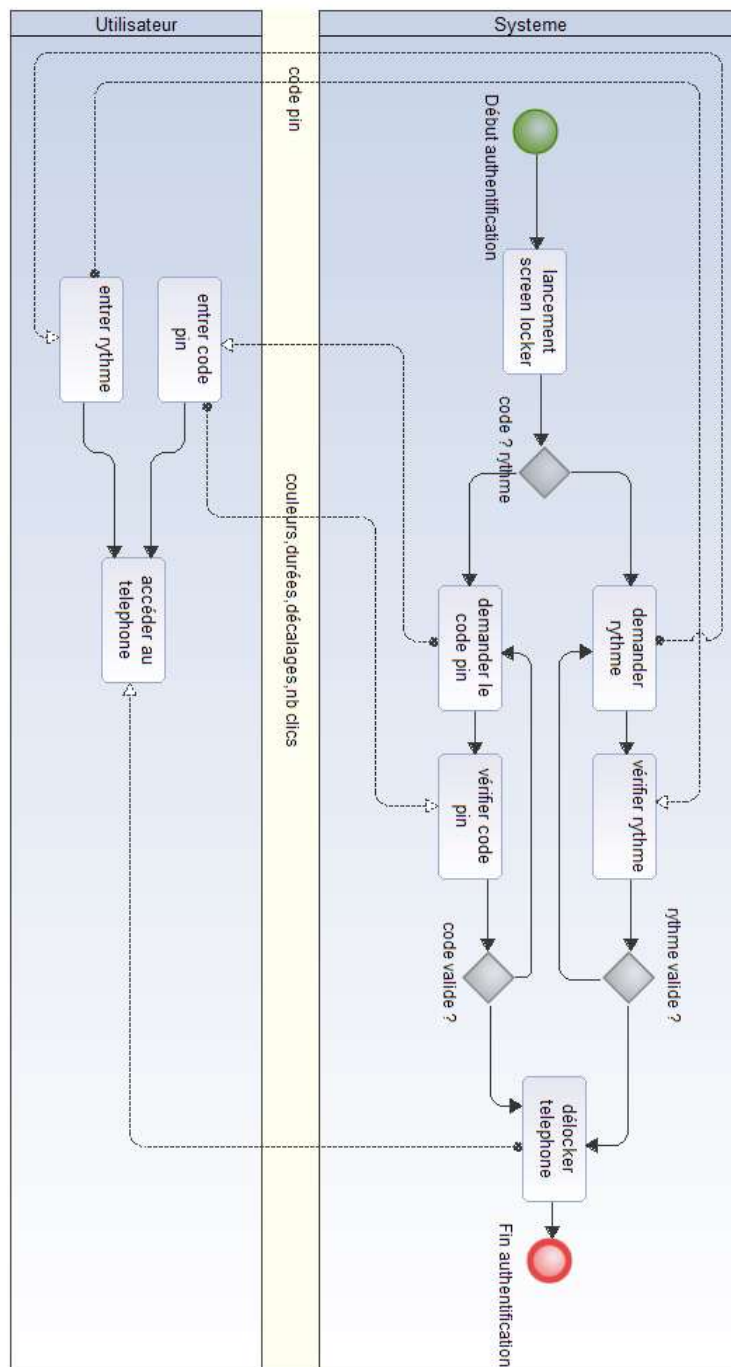 Utilisateur
Systeme
code pin
Début authentification
lancement
screen locker
entrer rythme
entrer code
pin
code ? rythme
couleurs,durées,décalages,nb clics
accéder au
telephone
demander le
code pin
demander
rythme
vérifier code
pin
vérifier rythme
code valide ?
rythme valide ?
délocker
telephone
Fin authentification